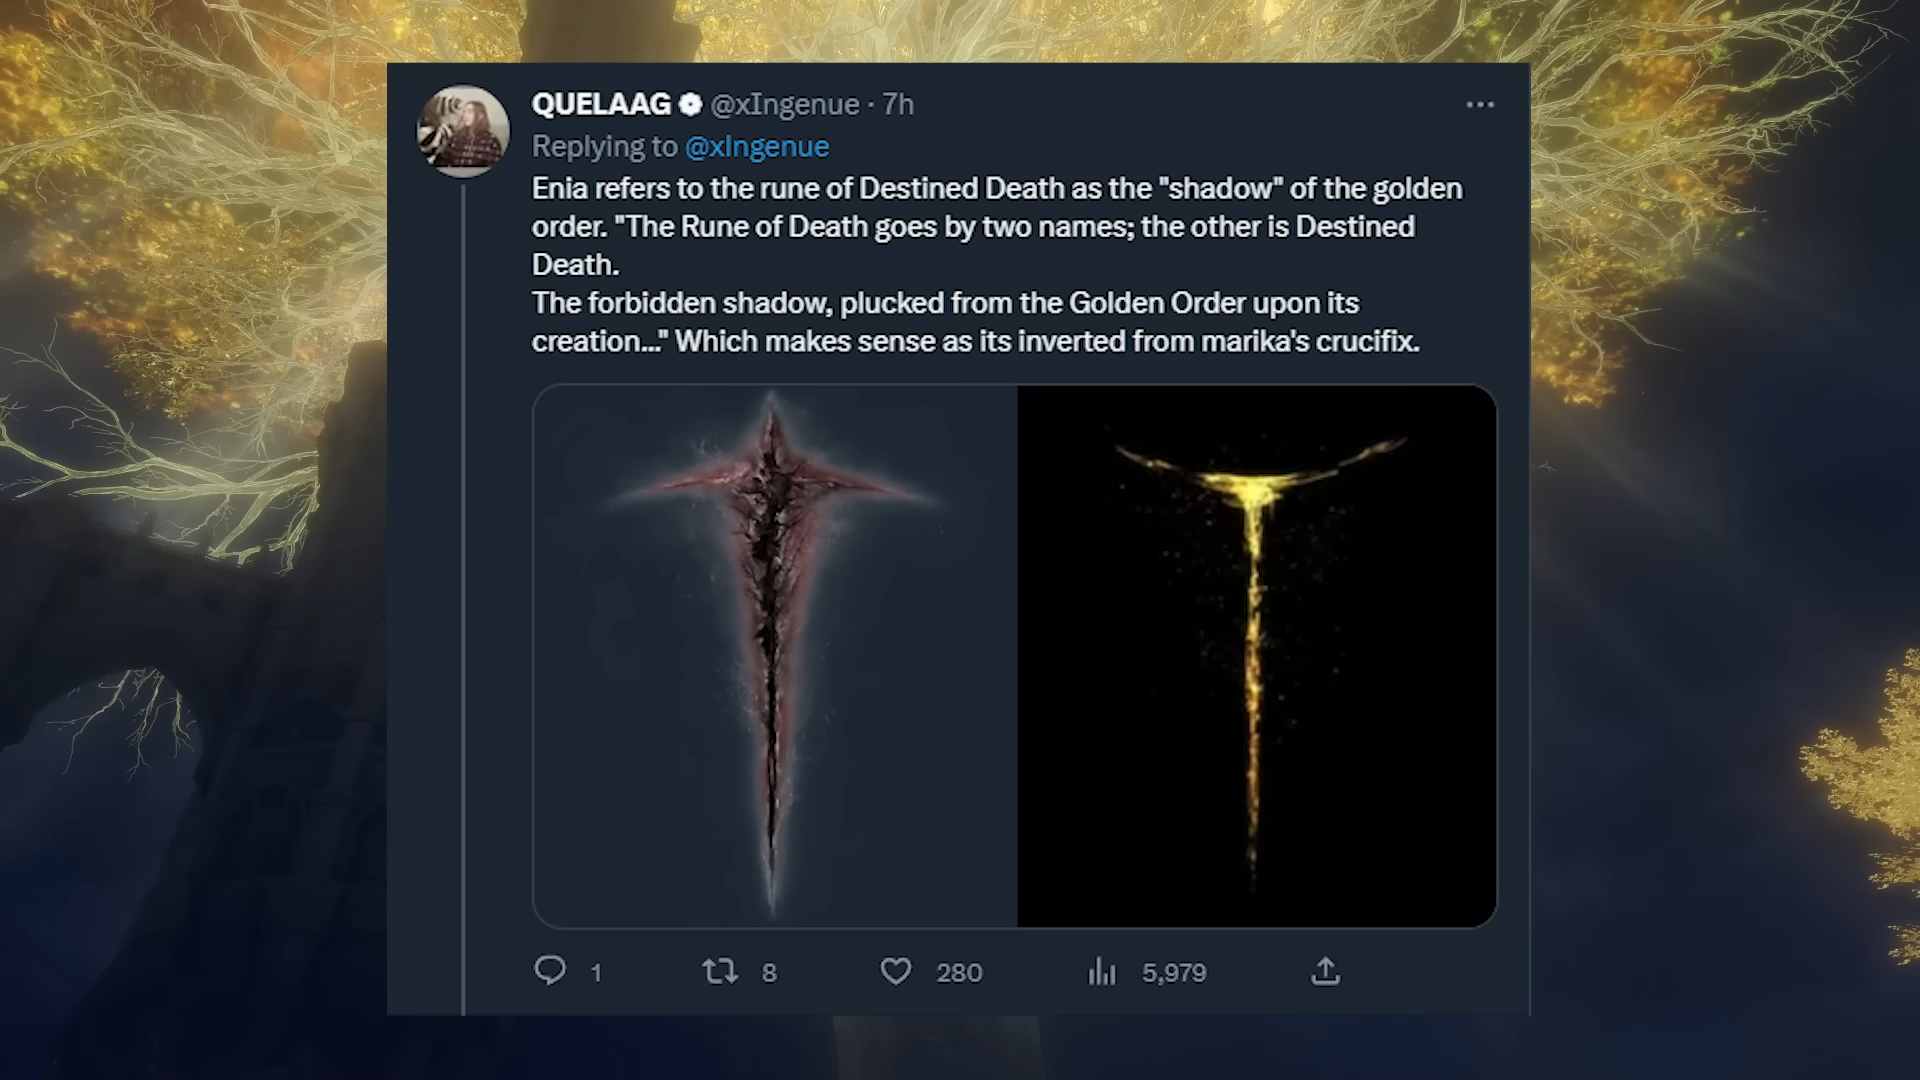 QUELAAG @xIngenue · 7h
Replying to @xIngenue
Enia refers to the rune of Destined Death as the "shadow" of the golden
order. "The Rune of Death goes by two names; the other is Destined
Death.
The forbidden shadow, plucked from the Golden Order upon its
creation..." Which makes sense as its inverted from marika's crucifix.
1 8 280 5,979